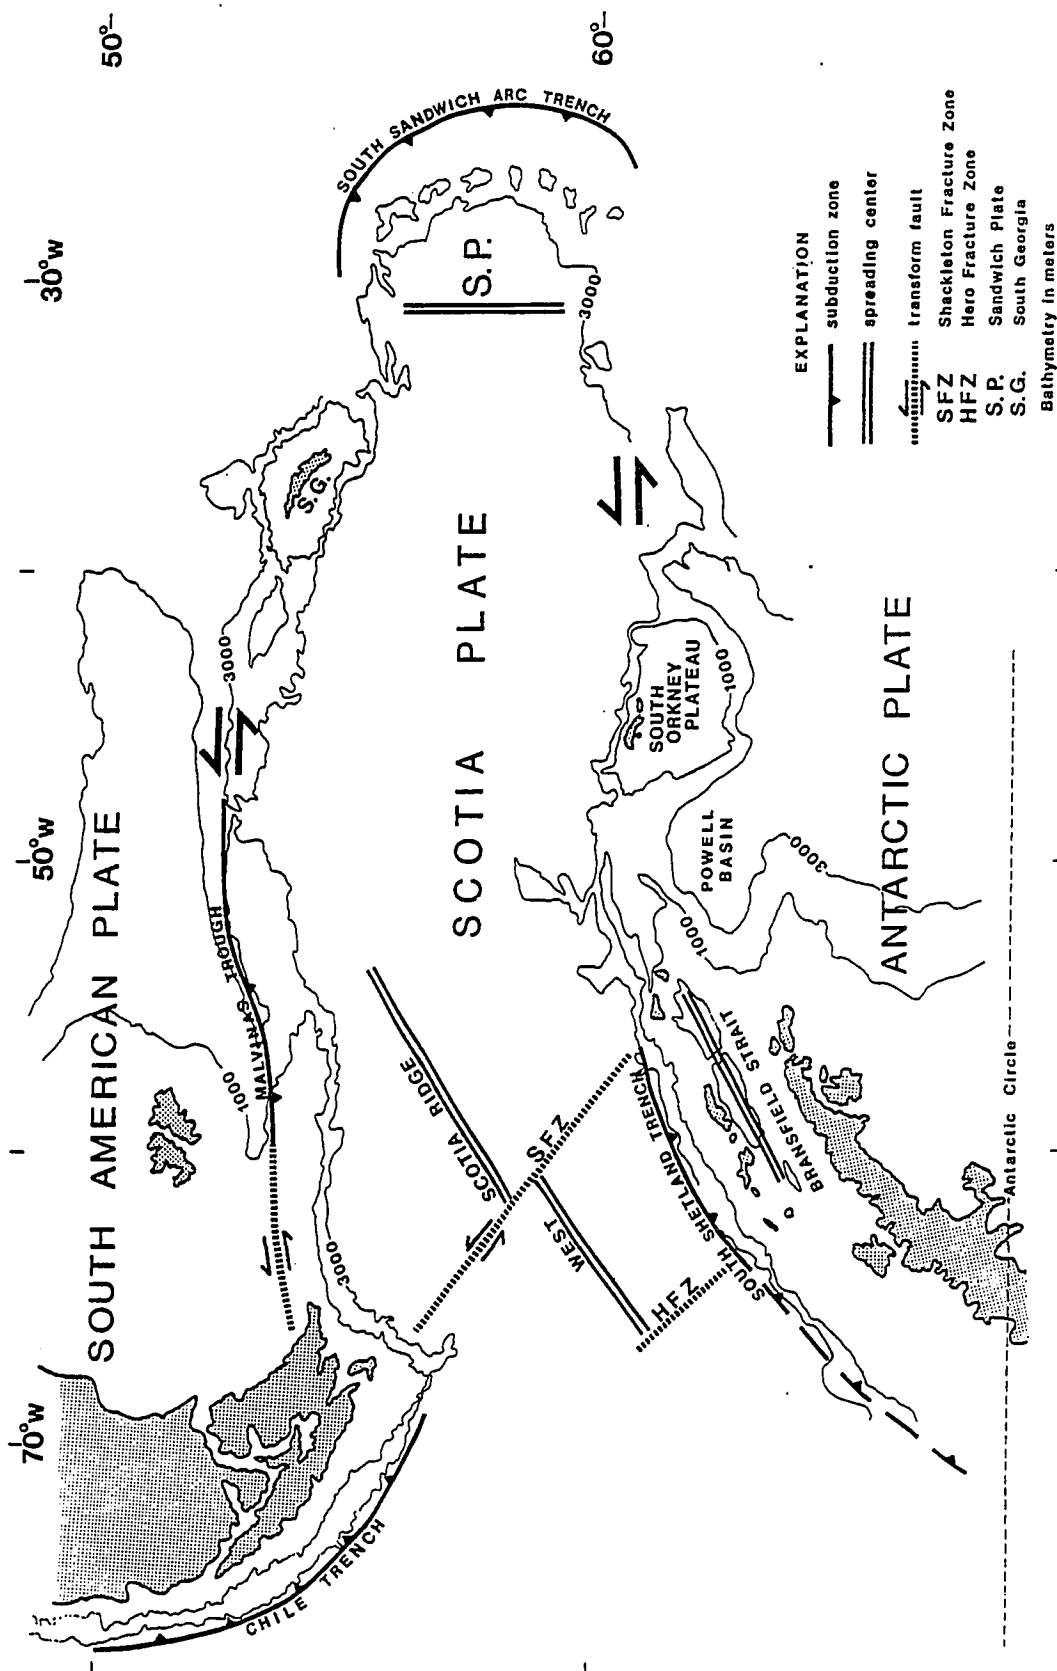 50°
60°
30°W
50°W
70°W
SOUTH AMERICAN PLATE
SCOTIA PLATE
ANTARCTIC PLATE
S.P.
S.G.
SOUTH SANDWICH ARC TRENCH
MALVINAS TROUGH
CHILE TRENCH
WEST SCOTIA RIDGE
SFZ
HFZ
SOUTH SHETLAND TRENCH
BRANSFIELD STRAIT
POWELL
BASIN
SOUTH
ORKNEY
PLATEAU
1000
3000
3000
3000
1000
1000
3000
Antarctic Circle
EXPLANATION
subduction zone
spreading center
transform fault
SFZ Shackleton Fracture Zone
HFZ Hero Fracture Zone
S.P. Sandwich Plate
S.G. South Georgia
Bathymetry in meters